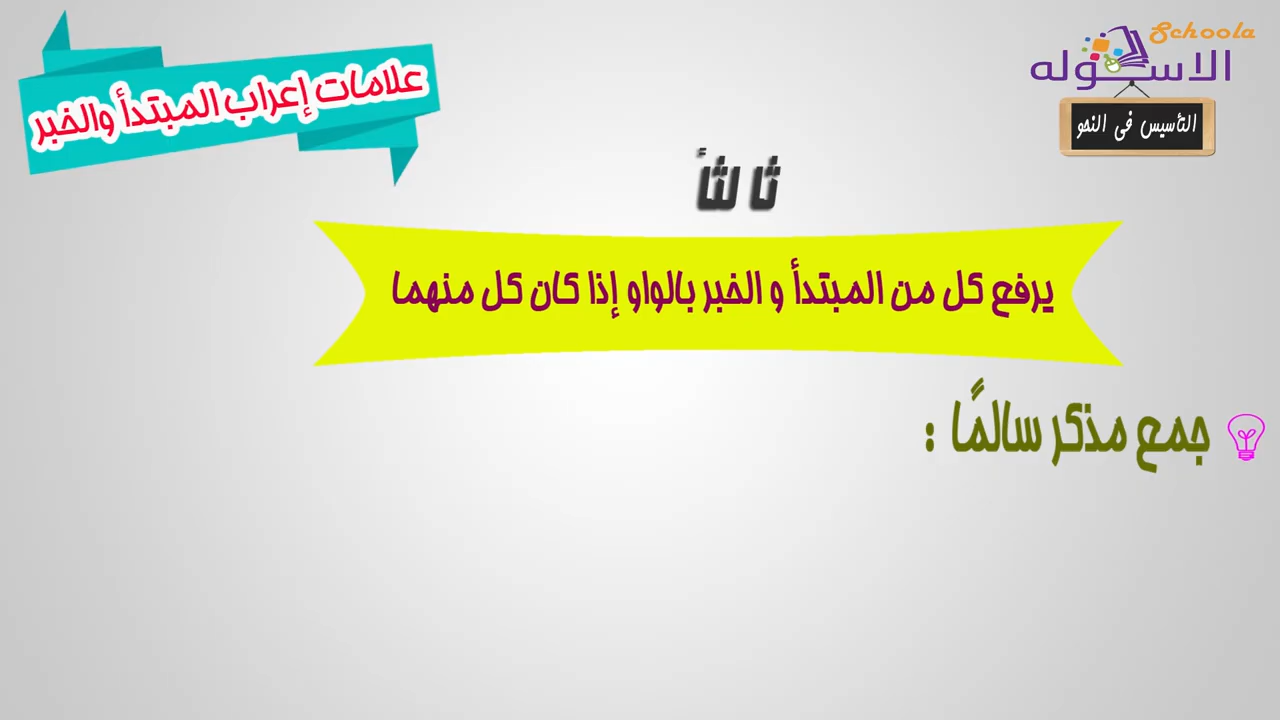 Schoola
الاسكوله
التأسيس فى النحو
علامات إعراب المبتدأ والخبر
ثالثاً
يرفع كل من المبتدأ و الخبر بالواو إذا كان كل منهما
جمع مذكر سالمًا :